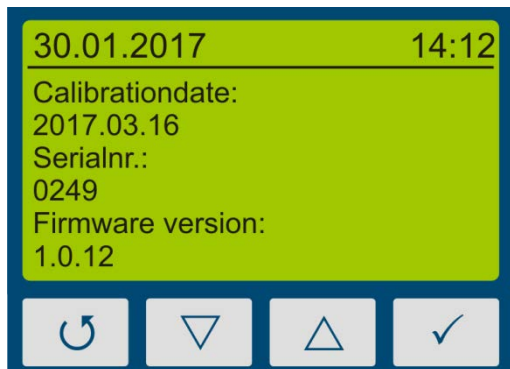 30.01.2017 14:12
Calibrationdate:
2017.03.16
Serialnr.:
0249
Firmware version:
1.0.12